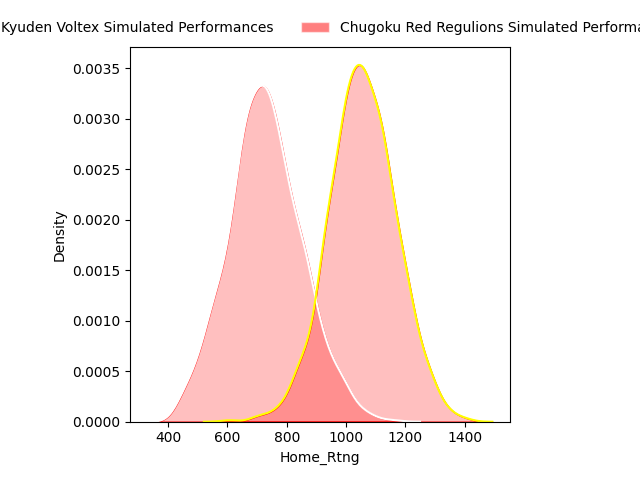 Kyuden Voltex Simulated Performances
Chugoku Red Regulions Simulated Performa
0.0035
0.0030
0.0025
0.0020
0.0015
0.0010
0.0005
0.0000
Density
400 600 800 1000 1200 1400
Home_Rtng